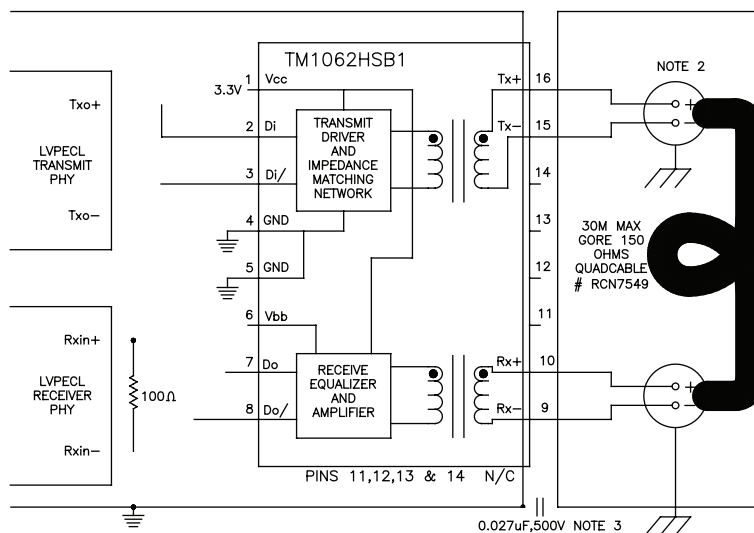 TM1062HSB1
NOTE 2
1 Vcc
3.3V
Tx+ 16
Txo+
LVPECL
TRANSMIT
PHY
Txo−
2 Di
3 Di/
4 GND
5 GND
TRANSMIT
DRIVER
AND
IMPEDANCE
MATCHING
NETWORK
Tx− 15
14
13
12
11
+
−
30M MAX
GORE 150
OHMS
QUADCABLE
# RCN7549
6 Vbb
Rxin+
LVPECL
RECEIVER
PHY
Rxin−
100Ω
7 Do
8 Do/
RECEIVE
EQUALIZER
AND
AMPLIFIER
Rx+ 10
Rx− 9
+
−
PINS 11,12,13 & 14 N/C
0.027uF,500V NOTE 3